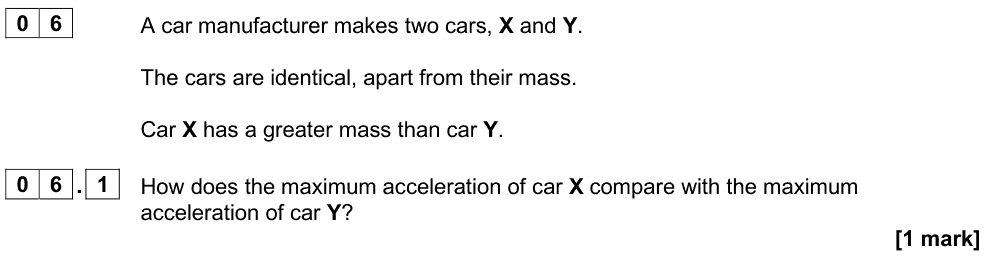 0 6 A car manufacturer makes two cars, X and Y.
The cars are identical, apart from their mass.
Car X has a greater mass than car Y.
0 6 . 1 How does the maximum acceleration of car X compare with the maximum
acceleration of car Y?
[1 mark]